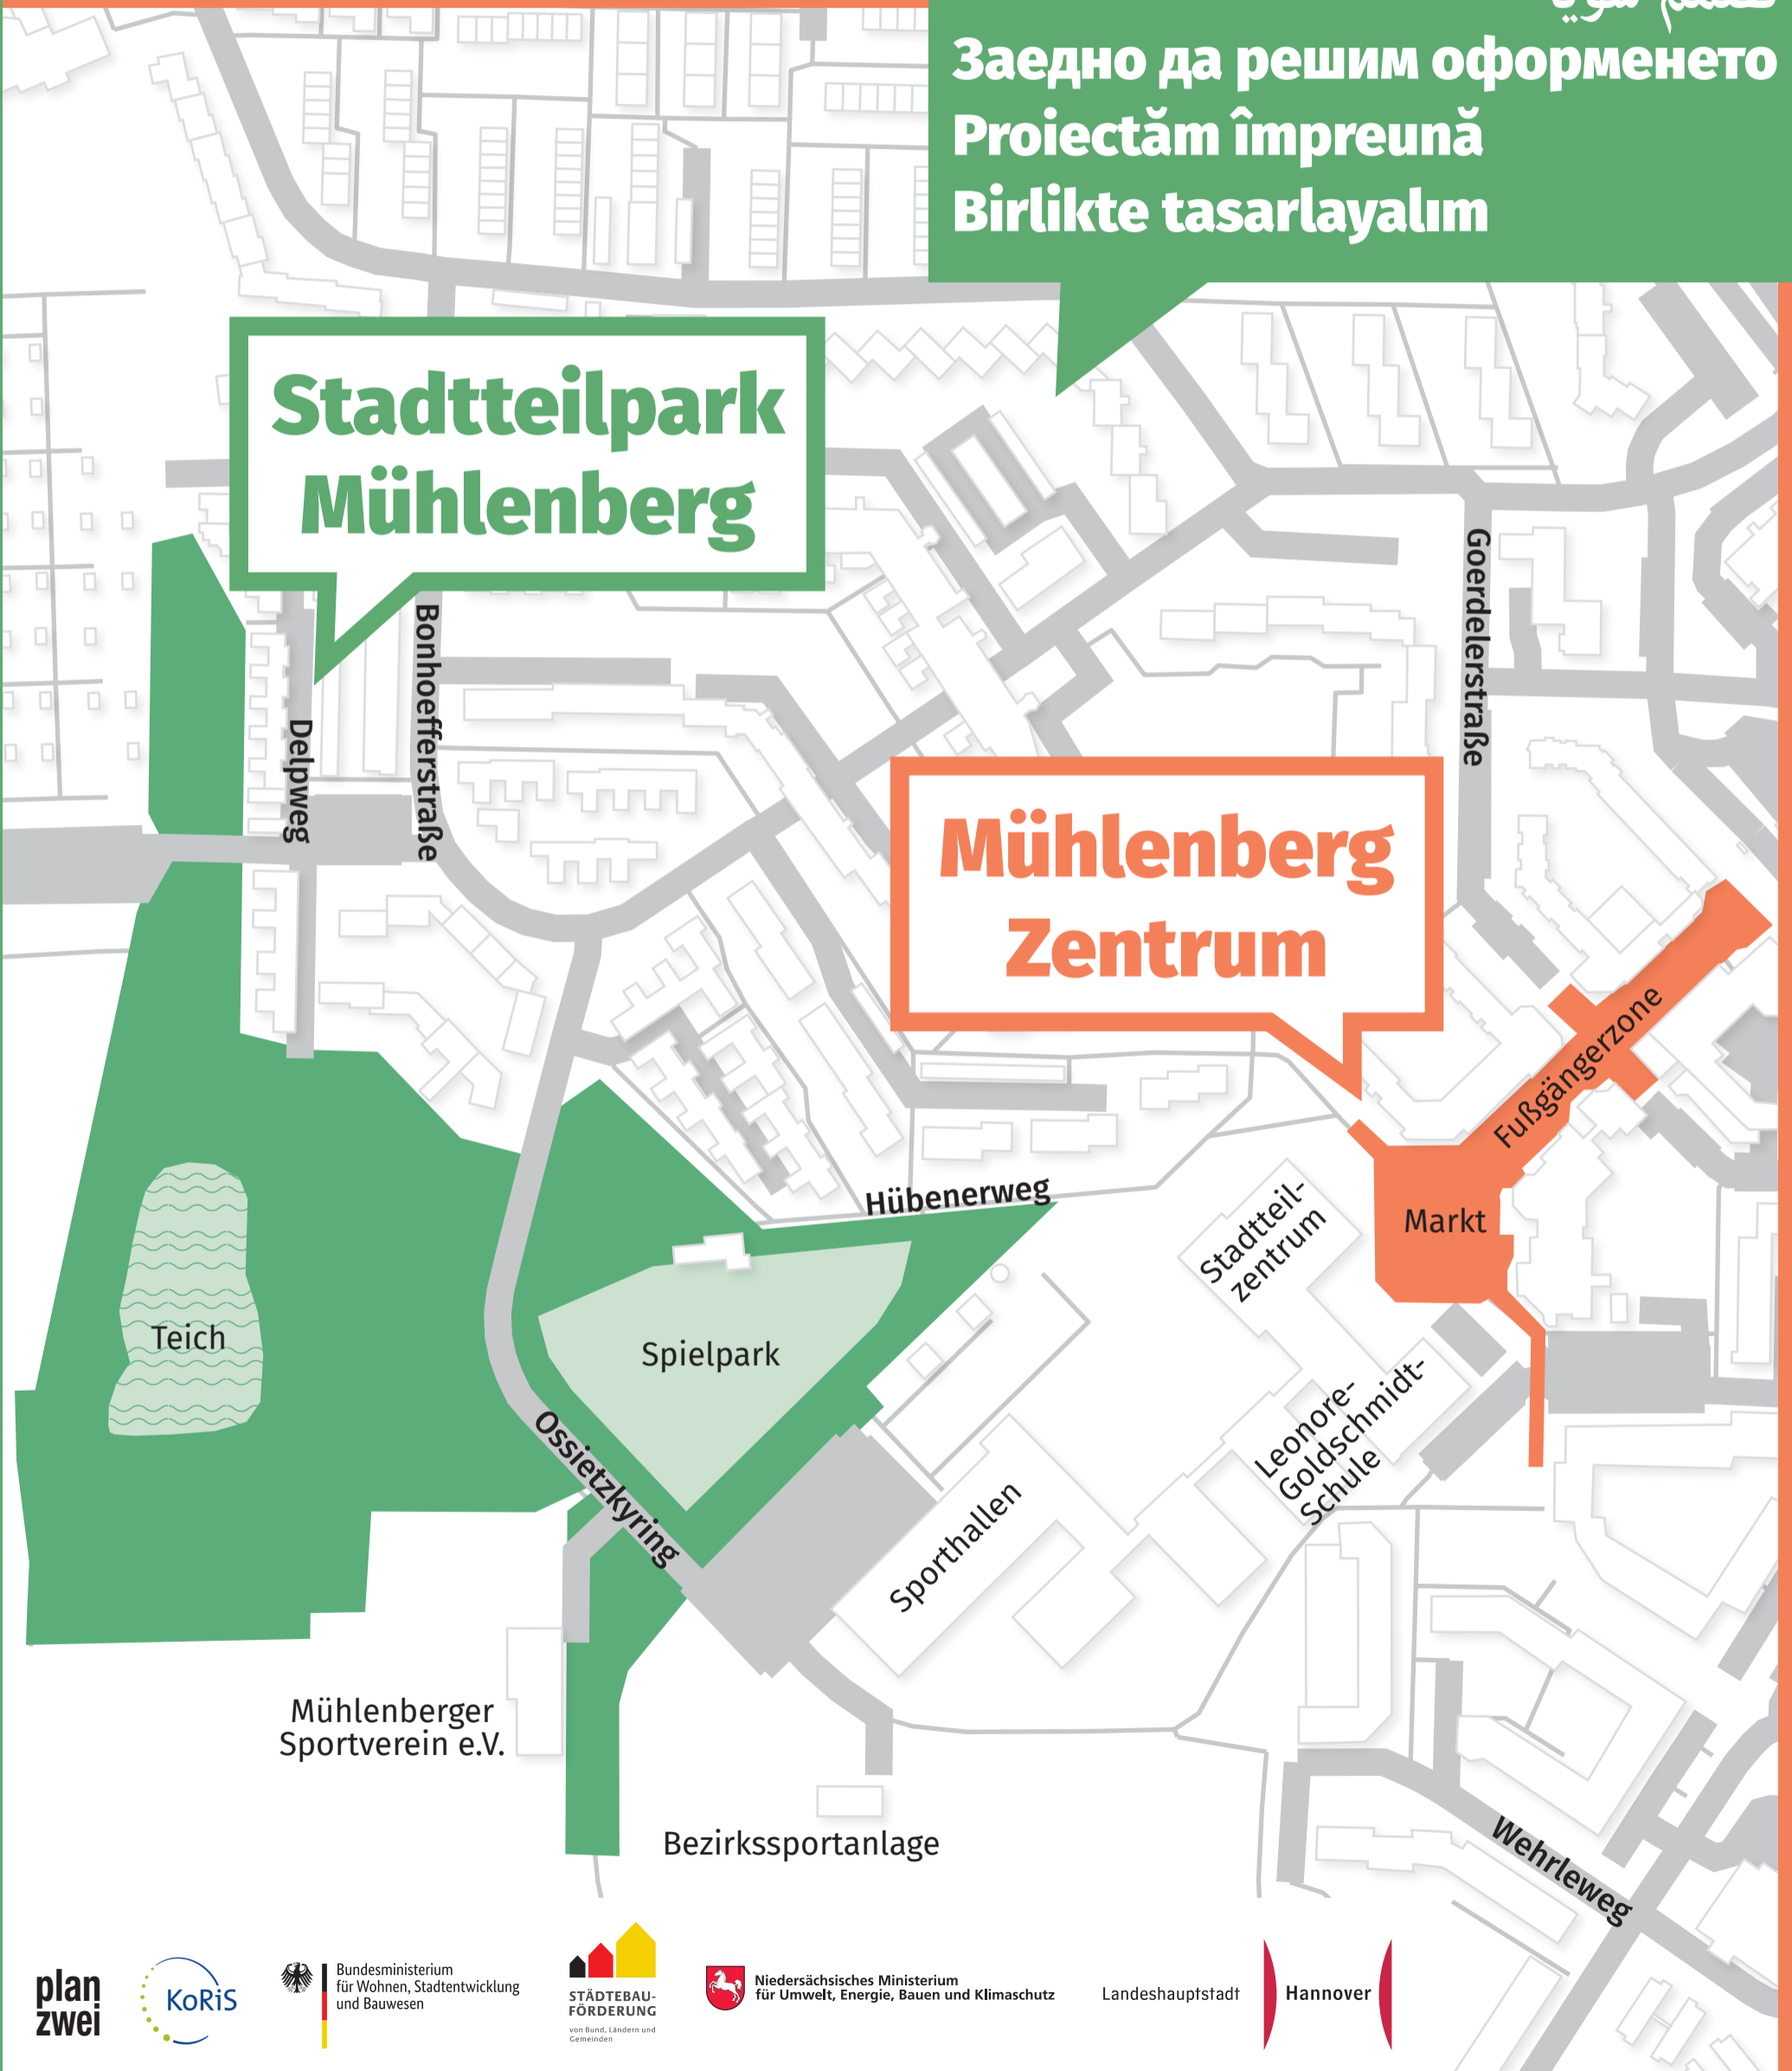 Заедно да решим оформенето
Proiectăm împreună
Birlikte tasarlayalım
Stadtteilpark
Mühlenberg
Goerdelerstraße
Bonhoefferstraße
Delpweg
Mühlenberg
Zentrum
Fußgängerzone
Hübenerweg
Markt
Stadtteil-
zentrum
Teich
Spielpark
Ossietzkyring
Leonore-
Goldschmidt-
Schule
Sporthallen
Mühlenberger
Sportverein e.V.
Bezirkssportanlage
Wehrleweg
plan
zwei
KoRiS
Bundesministerium
für Wohnen, Stadtentwicklung
und Bauwesen
STÄDTEBAU-
FÖRDERUNG
von Bund, Ländern und
Gemeinden
Niedersächsisches Ministerium
für Umwelt, Energie, Bauen und Klimaschutz
Landeshauptstadt
Hannover